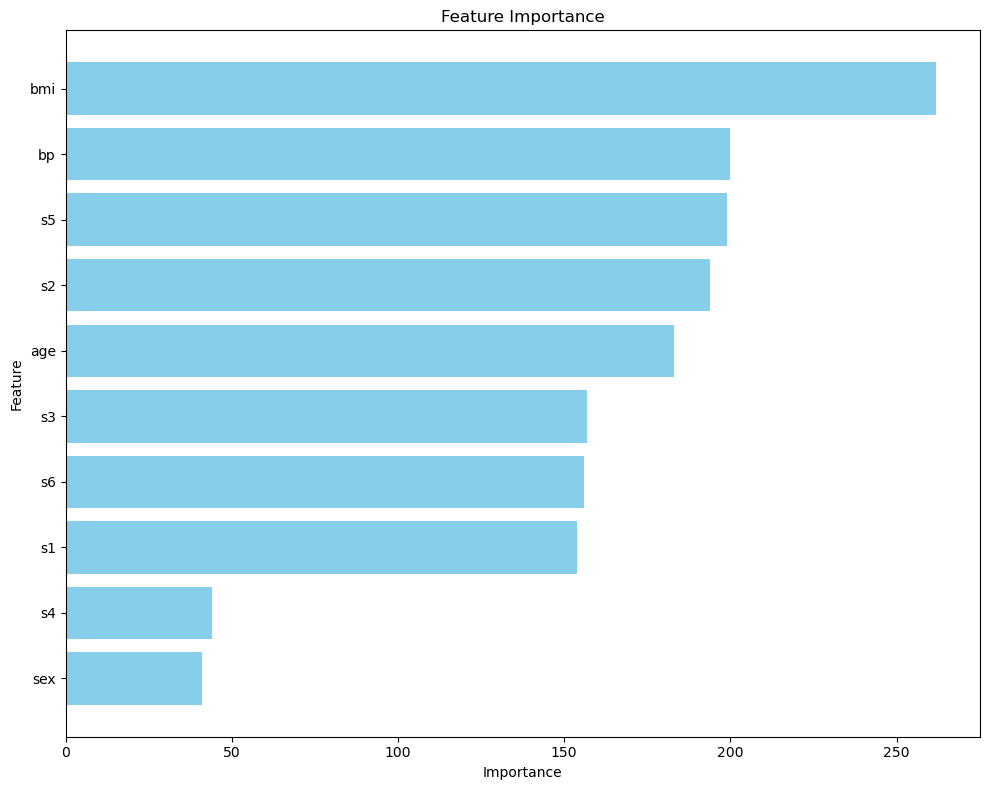 Feature Importance
Feature
bmi
bp
s5
s2
age
s3
s6
s1
s4
sex
0 50 100 150 200 250
Importance